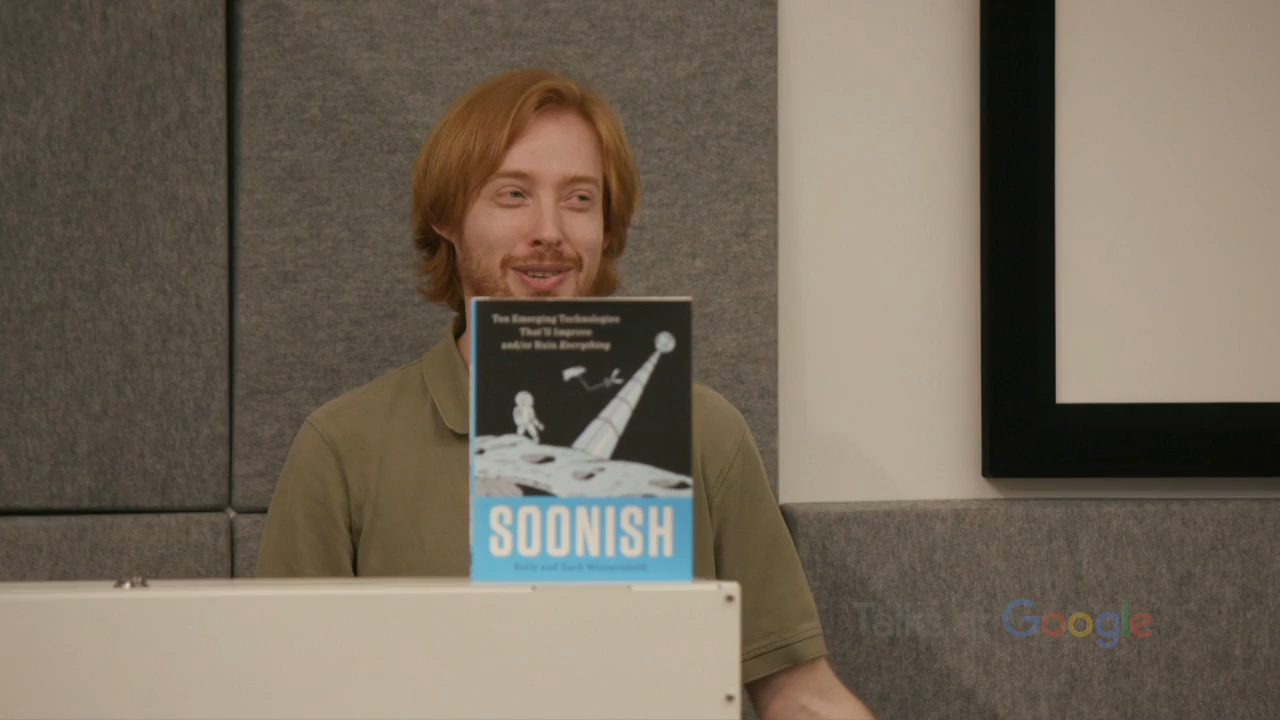 Ten Emerging Technologies
That'll Improve
and/or Ruin Everything
SOONISH
Kelly and Zach Weinersmith
Talks at Google